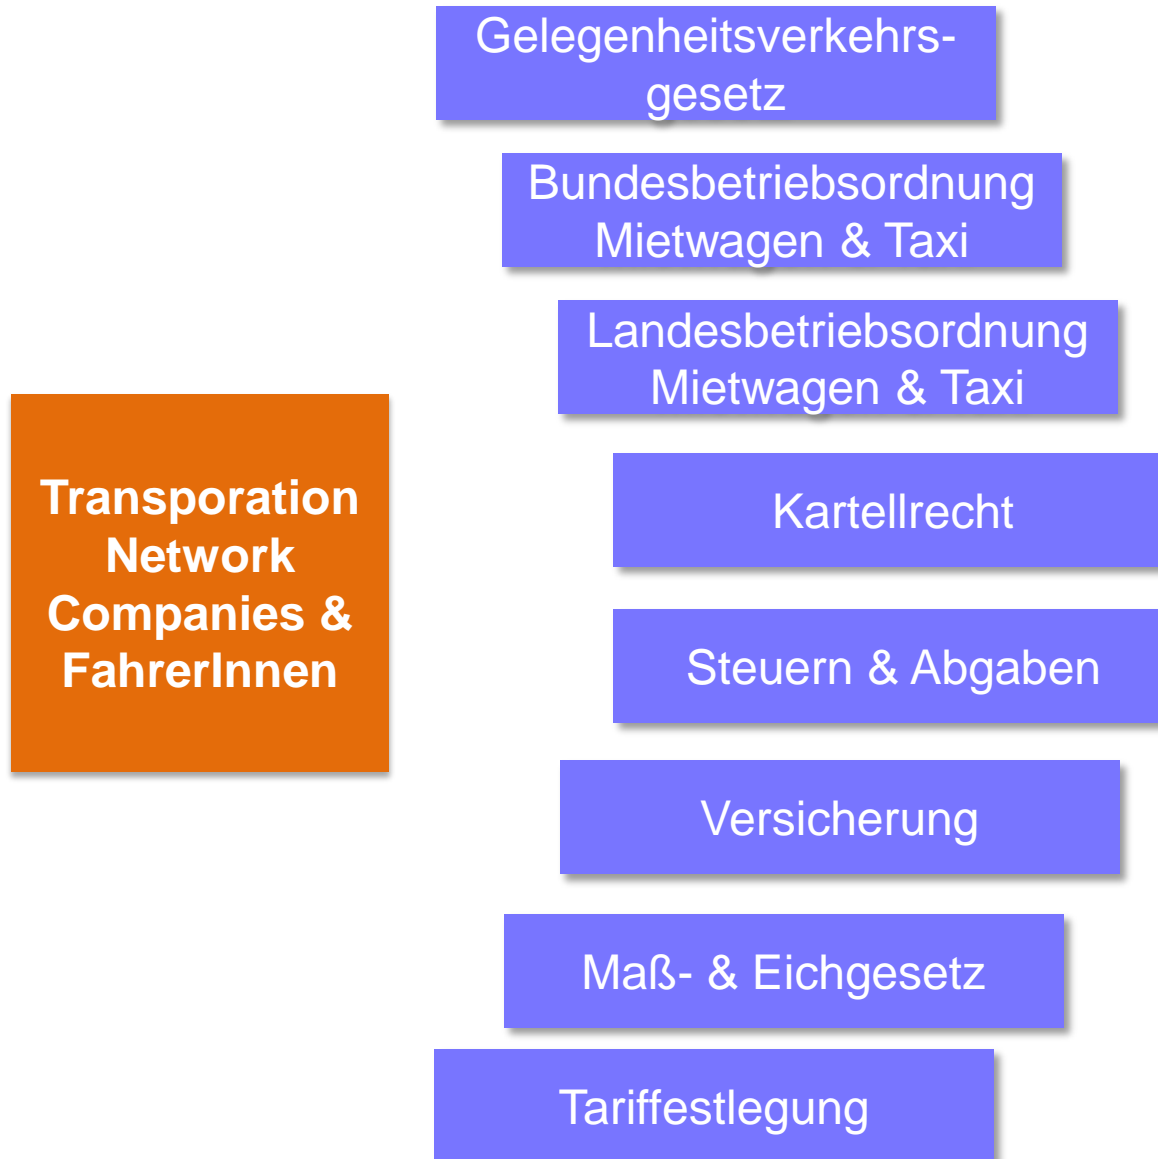 Gelegenheitsverkehrs-
gesetz
Bundesbetriebsordnung
Mietwagen & Taxi
Landesbetriebsordnung
Mietwagen & Taxi
Transporation
Network
Companies &
FahrerInnen
Kartellrecht
Steuern & Abgaben
Versicherung
Maß- & Eichgesetz
Tariffestlegung